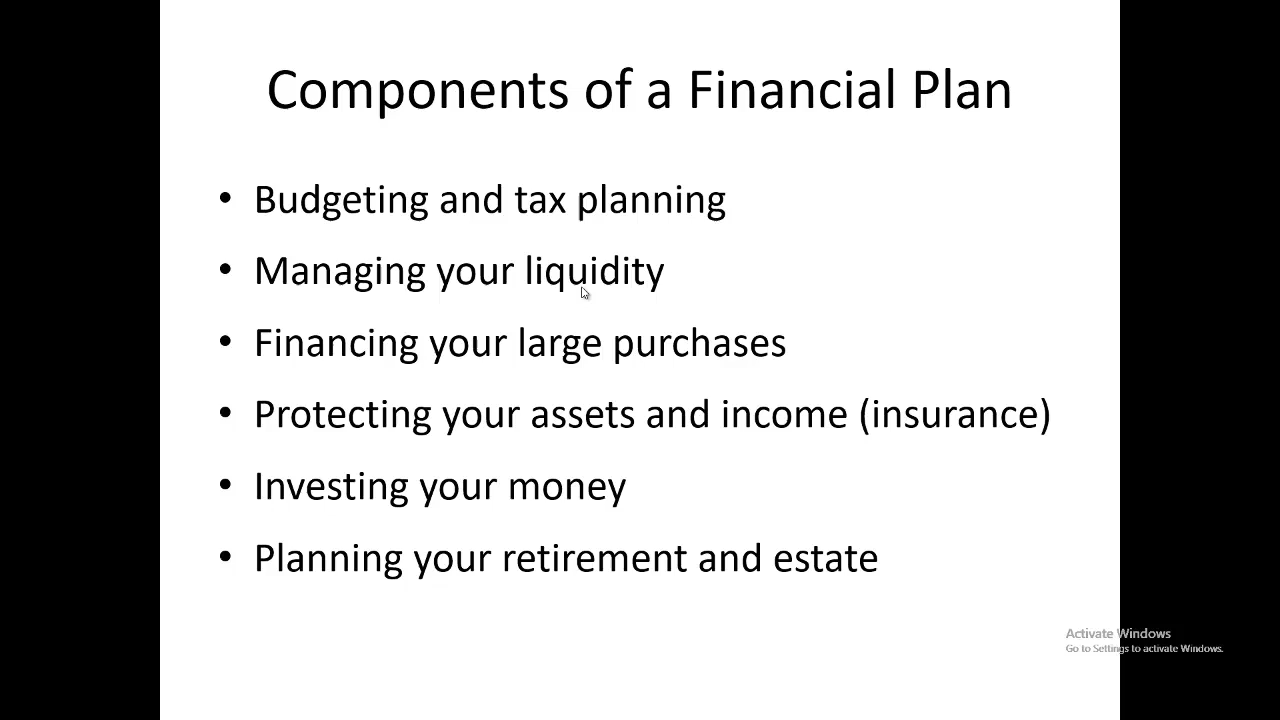 Components of a Financial Plan
• Budgeting and tax planning
• Managing your liquidity
• Financing your large purchases
• Protecting your assets and income (insurance)
• Investing your money
• Planning your retirement and estate
Activate Windows
Go to Settings to activate Windows.